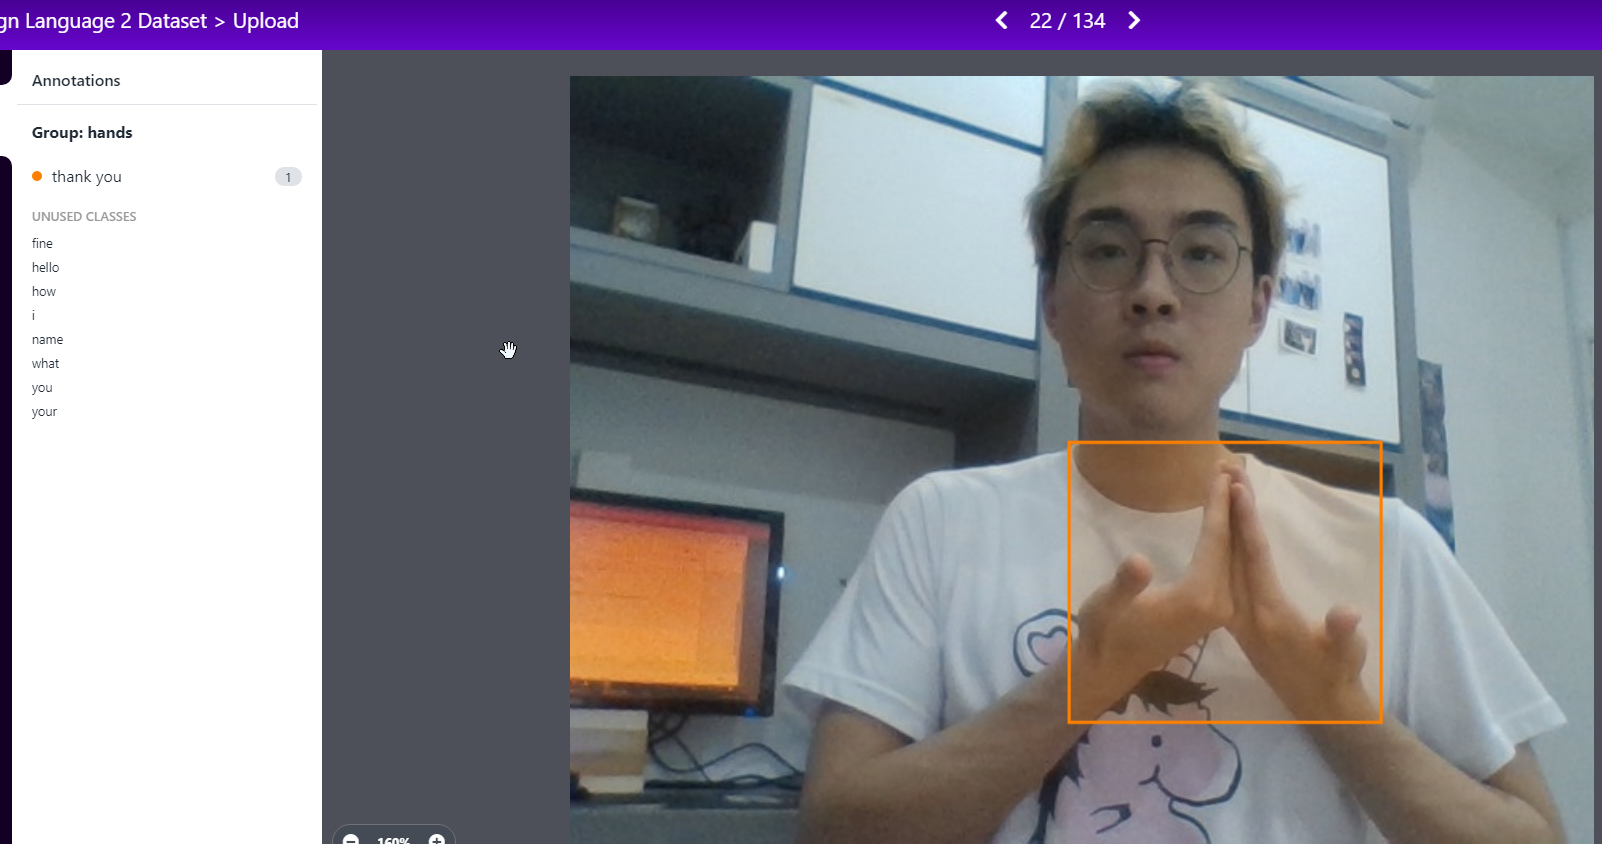 gn Language 2 Dataset > Upload
22 / 134
Annotations
Group: hands
thank you
1
UNUSED CLASSES
fine
hello
how
i
name
what
you
your
160%